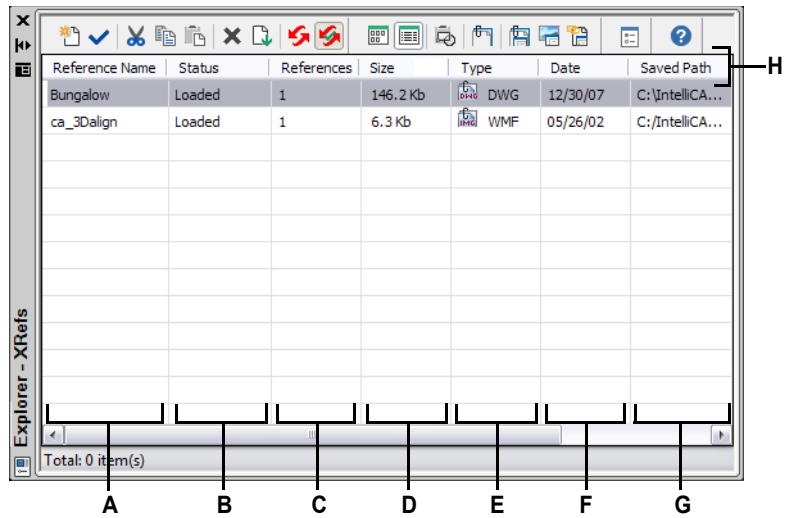 Reference Name Status References Size Type Date Saved Path
H
Bungalow Loaded 1 146.2 Kb DWG DWG 12/30/07 C:\IntelliCA...
ca_3Dalign Loaded 1 6.3 Kb IMG WMF 05/26/02 C:/IntelliCA...
Explorer - XRefs
Total: 0 item(s)
A B C D E F G